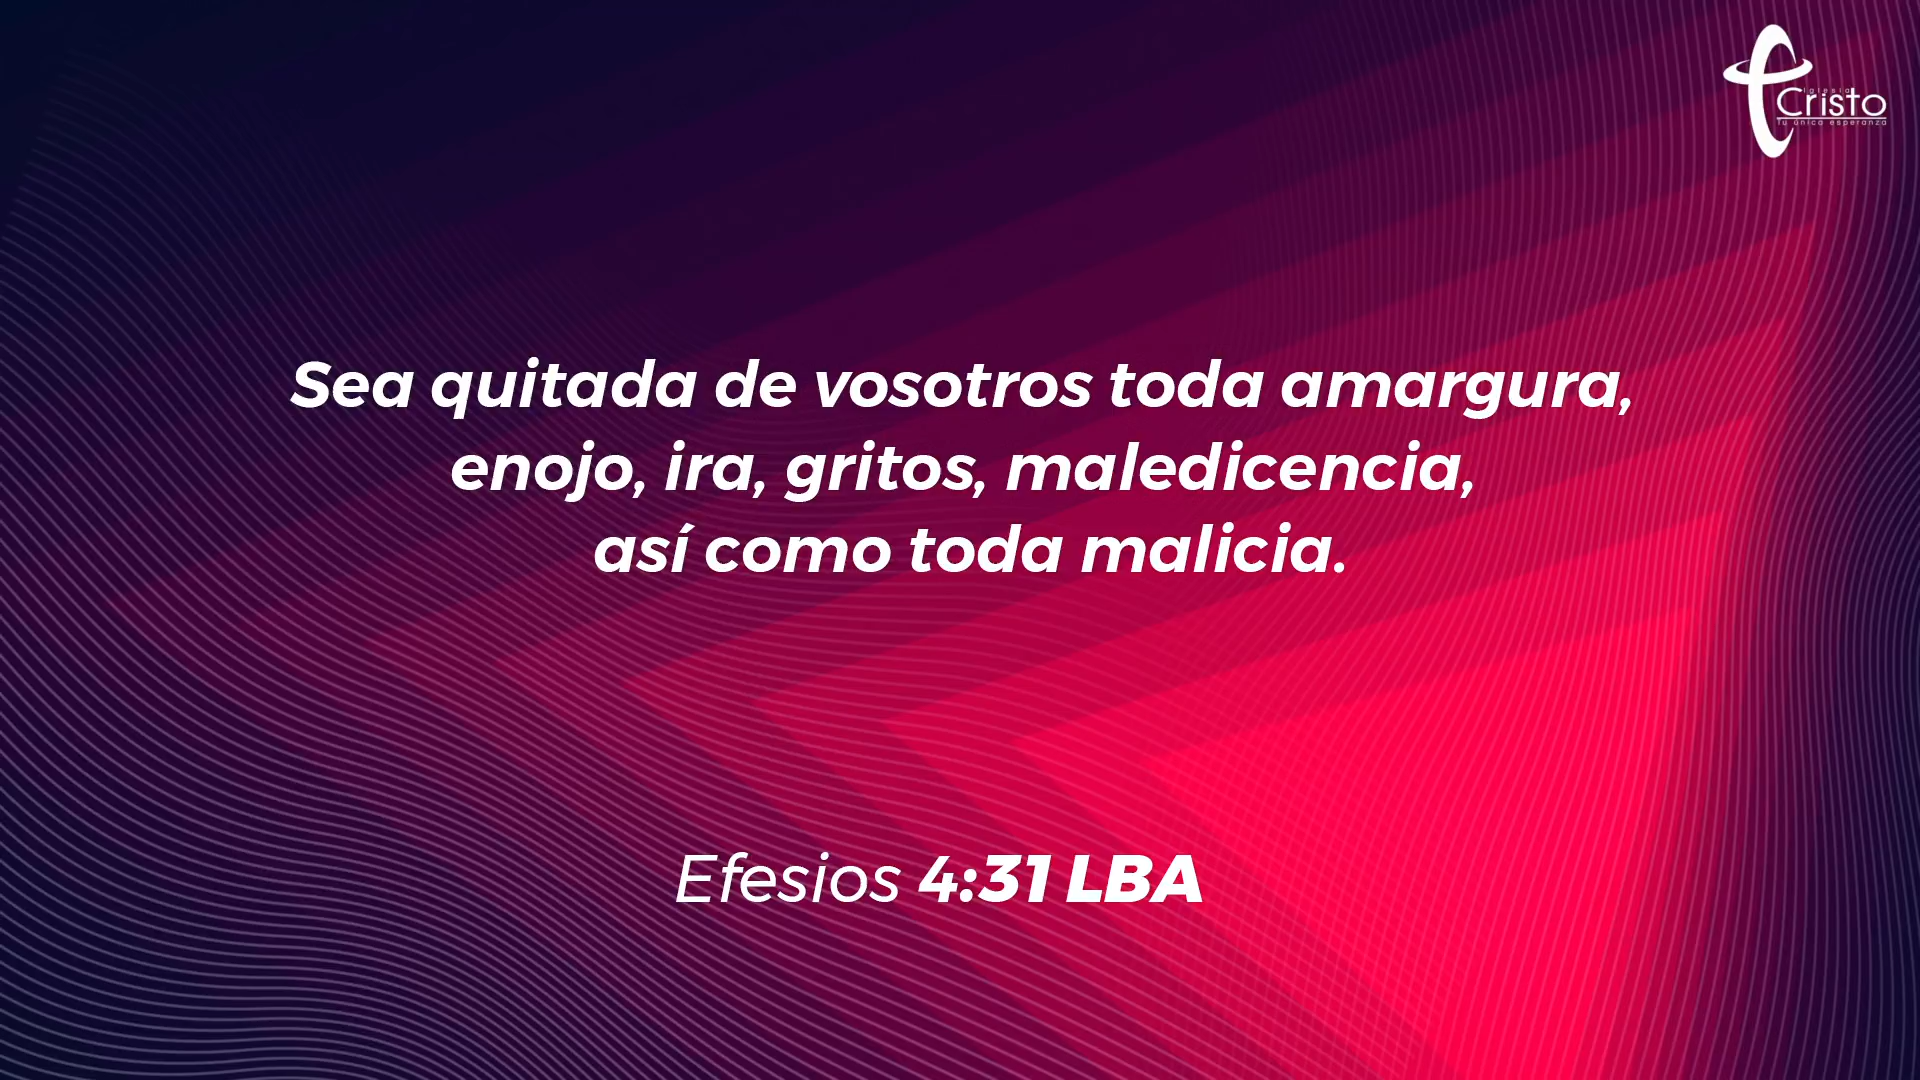 Iglesia
Cristo
Tu única esperanza
Sea quitada de vosotros toda amargura,
enojo, ira, gritos, maledicencia,
así como toda malicia.
Efesios 4:31 LBA